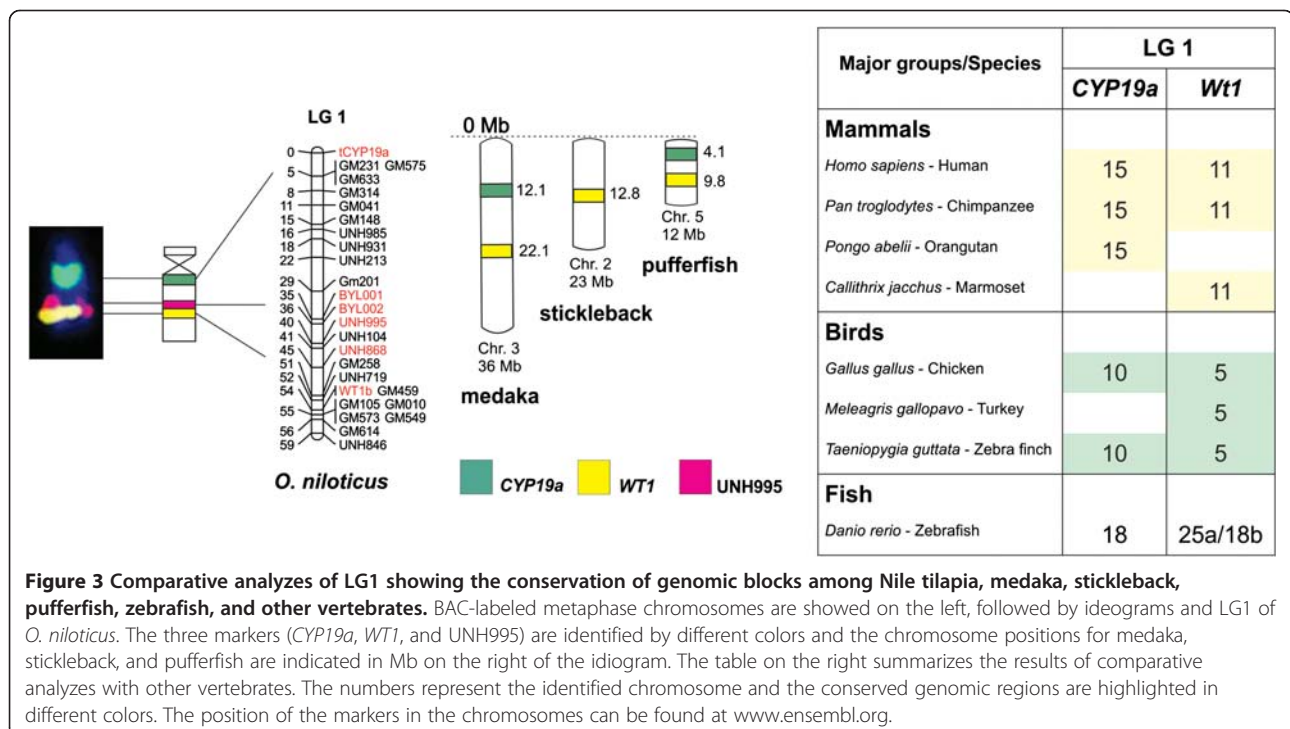 LG 1
0 tCYP19a
GM231 GM575
5 GM633
8 GM314
11 GM041
15 GM148
16 UNH985
18 UNH931
22 UNH213
29 Gm201
35 BYL001
36 BYL002
40 UNH995
41 UNH104
45 UNH868
51 GM258
52 UNH719
54 WT1b GM459
55 GM105 GM010
GM573 GM549
56 GM614
59 UNH846
O. niloticus
0 Mb
12.1
22.1
Chr. 3
36 Mb
medaka
12.8
Chr. 2
23 Mb
stickleback
4.1
9.8
Chr. 5
12 Mb
pufferfish
CYP19a WT1 UNH995
Major groups/Species LG 1
CYP19a Wt1
Mammals
Homo sapiens - Human 15 11
Pan troglodytes - Chimpanzee 15 11
Pongo abelii - Orangutan 15
Callithrix jacchus - Marmoset 11
Birds
Gallus gallus - Chicken 10 5
Meleagris gallopavo - Turkey 5
Taeniopygia guttata - Zebra finch 10 5
Fish
Danio rerio - Zebrafish 18 25a/18b
Figure 3 Comparative analyzes of LG1 showing the conservation of genomic blocks among Nile tilapia, medaka, stickleback,
pufferfish, zebrafish, and other vertebrates. BAC-labeled metaphase chromosomes are showed on the left, followed by ideograms and LG1 of
O. niloticus. The three markers (CYP19a, WT1, and UNH995) are identified by different colors and the chromosome positions for medaka,
stickleback, and pufferfish are indicated in Mb on the right of the idiogram. The table on the right summarizes the results of comparative
analyzes with other vertebrates. The numbers represent the identified chromosome and the conserved genomic regions are highlighted in
different colors. The position of the markers in the chromosomes can be found at www.ensembl.org.